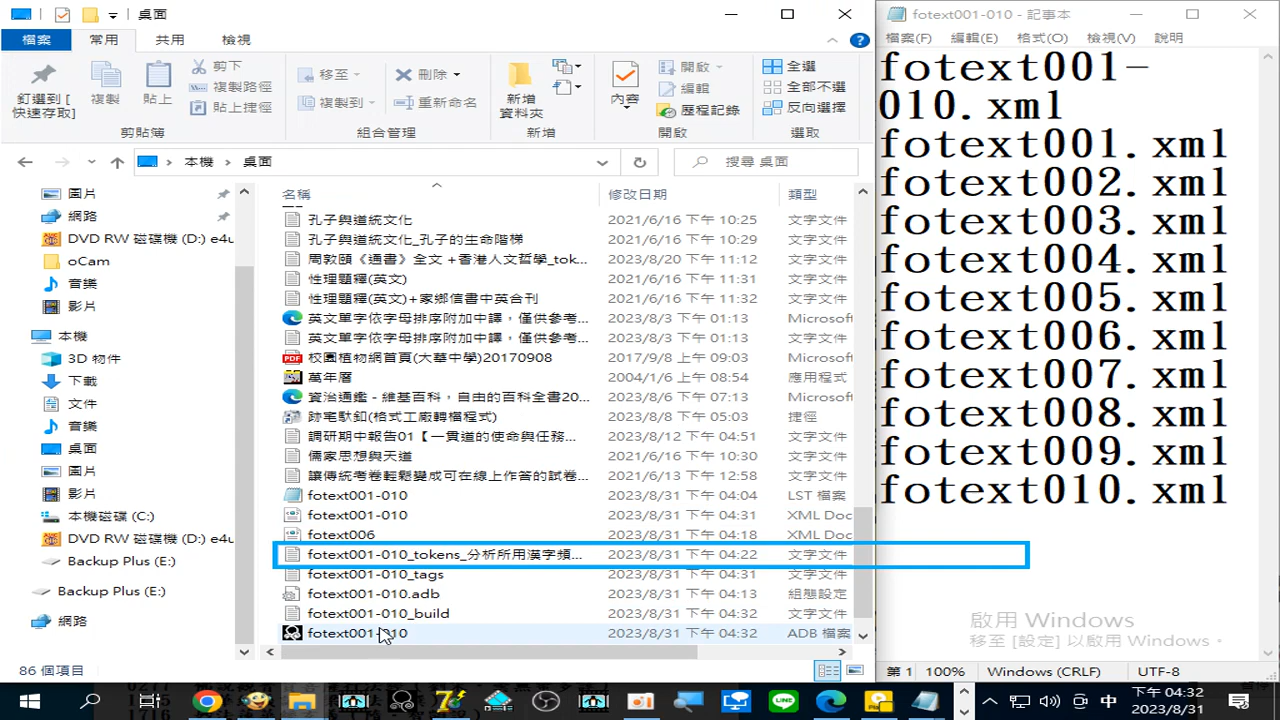 桌面
檔案 常用 共用 檢視
釘選到 [快速存取]
複製
貼上
剪下
複製路徑
貼上捷徑
剪貼簿
移至
複製到
刪除
重新命名
組合管理
新增資料夾
新增
內容
開啟
編輯
歷程記錄
開啟
全選
全部不選
反向選擇
選取
本機 › 桌面
搜尋 桌面
圖片
網路
DVD RW 磁碟機 (D:) e4u
oCam
音樂
影片
本機
3D 物件
下載
文件
音樂
桌面
圖片
影片
本機磁碟 (C:)
DVD RW 磁碟機 (D:) e4u
Backup Plus (E:)
Backup Plus (E:)
網路
名稱 修改日期 類型
孔子與道統文化 2021/6/16 下午 10:25 文字文件
孔子與道統文化_孔子的生命階梯 2021/6/16 下午 10:29 文字文件
周敦頤《通書》全文 +香港人文哲學_tok... 2023/8/20 下午 11:12 文字文件
性理題釋(英文) 2021/6/16 下午 11:31 文字文件
性理題釋(英文)+家鄉信書中英合刊 2021/6/16 下午 11:32 文字文件
英文單字依字母排序附加中譯，僅供參考... 2023/8/3 下午 01:13 Microsoft
英文單字依字母排序附加中譯，僅供參考... 2023/8/3 下午 01:13 文字文件
校園植物網首頁(大華中學)20170908 2017/9/8 上午 09:03 Microsoft
萬年曆 2004/1/6 上午 08:54 應用程式
資治通鑑 - 維基百科，自由的百科全書20... 2023/8/6 下午 07:13 Microsoft
跡宅馱釦(格式工廠轉檔程式) 2023/8/8 下午 05:03 捷徑
調研期中報告01【一貫道的使命與任務... 2023/8/12 下午 04:51 文字文件
儒家思想與天道 2021/6/16 下午 10:30 文字文件
讓傳統考卷輕鬆變成可在線上作答的試卷... 2021/6/13 下午 12:58 文字文件
fotext001-010 2023/8/31 下午 04:04 LST 檔案
fotext001-010 2023/8/31 下午 04:31 XML Doc
fotext006 2023/8/31 下午 04:18 XML Doc
fotext001-010_tokens_分析所用漢字頻... 2023/8/31 下午 04:22 文字文件
fotext001-010_tags 2023/8/31 下午 04:31 文字文件
fotext001-010.adb 2023/8/31 下午 04:13 組態設定
fotext001-010_build 2023/8/31 下午 04:32 文字文件
fotext001-010 2023/8/31 下午 04:32 ADB 檔案
86 個項目
fotext001-010 - 記事本
檔案(F) 編輯(E) 格式(O) 檢視(V) 說明
fotext001-
010.xml
fotext001.xml
fotext002.xml
fotext003.xml
fotext004.xml
fotext005.xml
fotext006.xml
fotext007.xml
fotext008.xml
fotext009.xml
fotext010.xml
啟用 Windows
移至 [設定] 以啟用 Windows。
第 1 100% Windows (CRLF) UTF-8
中
下午 04:32
2023/8/31